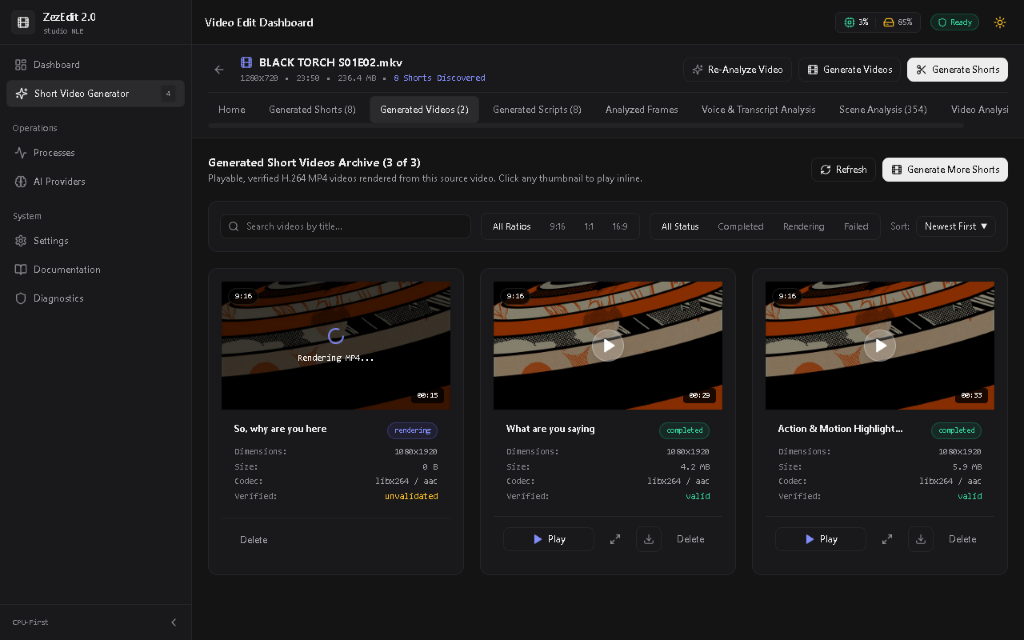 ZezEdit 2.0
Studio NLE
Dashboard
Short Video Generator
4
Operations
Processes
AI Providers
System
Settings
Documentation
Diagnostics
CPU-First
Video Edit Dashboard
3%
85%
Ready
BLACK TORCH S01E02.mkv
1280x720 • 23:50 • 236.4 MB • 8 Shorts Discovered
Re-Analyze Video
Generate Videos
Generate Shorts
Home
Generated Shorts (8)
Generated Videos (2)
Generated Scripts (8)
Analyzed Frames
Voice & Transcript Analysis
Scene Analysis (354)
Video Analysi
Generated Short Videos Archive (3 of 3)
Playable, verified H.264 MP4 videos rendered from this source video. Click any thumbnail to play inline.
Refresh
Generate More Shorts
Search videos by title...
All Ratios
9:16
1:1
16:9
All Status
Completed
Rendering
Failed
Sort:
Newest First ▼
9:16
Rendering MP4...
00:15
So, why are you here
rendering
Dimensions: 1080x1920
Size: 0 B
Codec: libx264 / aac
Verified: unvalidated
Delete
9:16
00:29
What are you saying
completed
Dimensions: 1080x1920
Size: 4.2 MB
Codec: libx264 / aac
Verified: valid
Play
Delete
9:16
00:33
Action & Motion Highlight...
completed
Dimensions: 1080x1920
Size: 5.9 MB
Codec: libx264 / aac
Verified: valid
Play
Delete